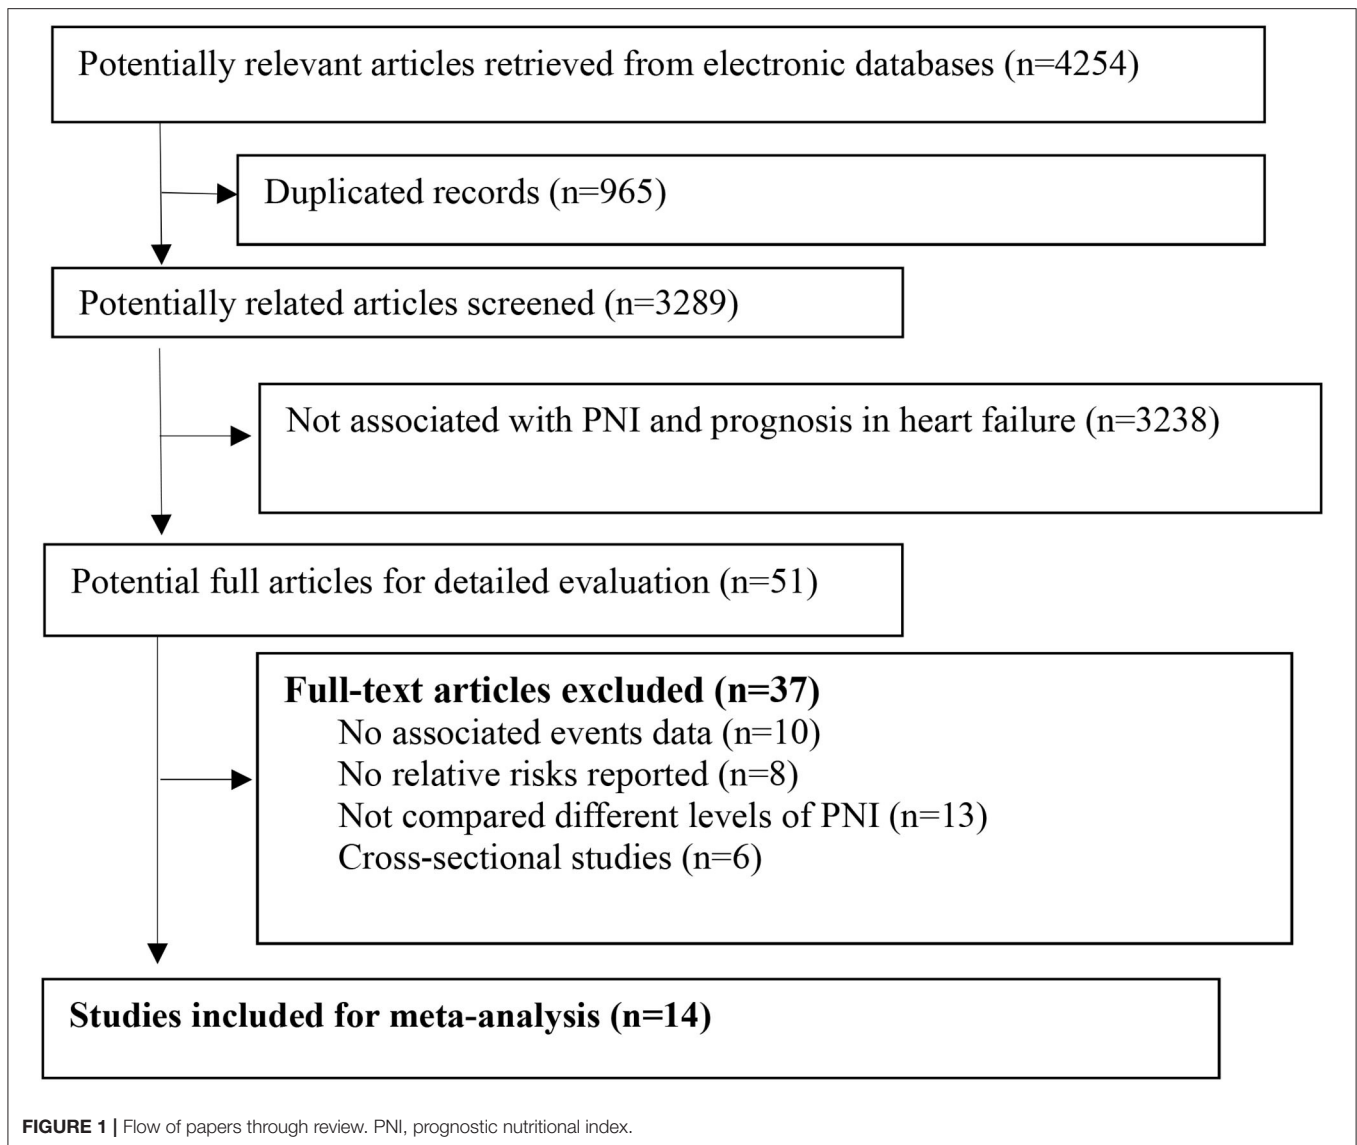 Potentially relevant articles retrieved from electronic databases (n=4254)
Duplicated records (n=965)
Potentially related articles screened (n=3289)
Not associated with PNI and prognosis in heart failure (n=3238)
Potential full articles for detailed evaluation (n=51)
Full-text articles excluded (n=37)
No associated events data (n=10)
No relative risks reported (n=8)
Not compared different levels of PNI (n=13)
Cross-sectional studies (n=6)
Studies included for meta-analysis (n=14)
FIGURE 1 | Flow of papers through review. PNI, prognostic nutritional index.